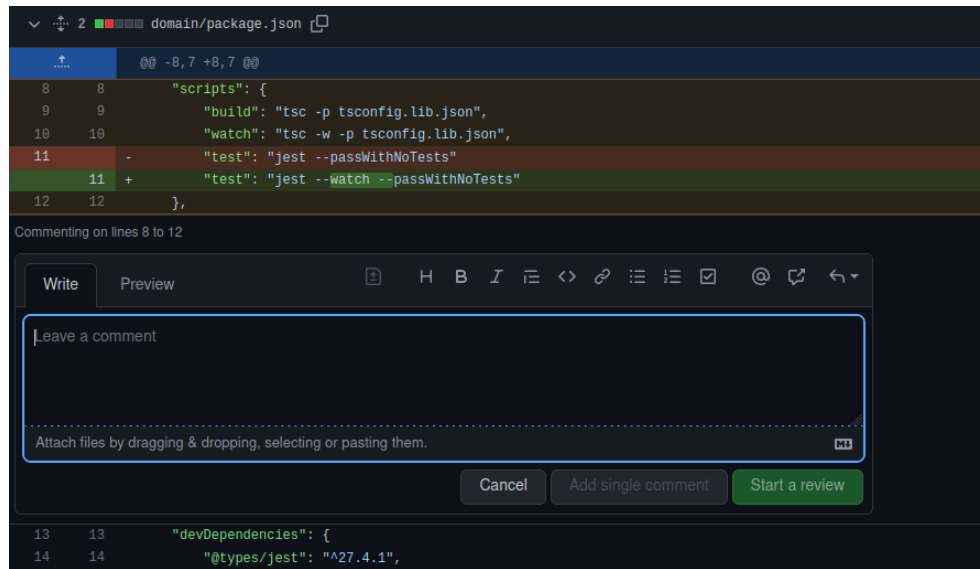 2 domain/package.json
@@ -8,7 +8,7 @@
8 8 "scripts": {
9 9 "build": "tsc -p tsconfig.lib.json",
10 10 "watch": "tsc -w -p tsconfig.lib.json",
11 - "test": "jest --passWithNoTests"
11 + "test": "jest --watch --passWithNoTests"
12 12 },
Commenting on lines 8 to 12
Write Preview H B I @
Leave a comment
Attach files by dragging & dropping, selecting or pasting them.
Cancel Add single comment Start a review
13 13 "devDependencies": {
14 14 "@types/jest": "^27.4.1",